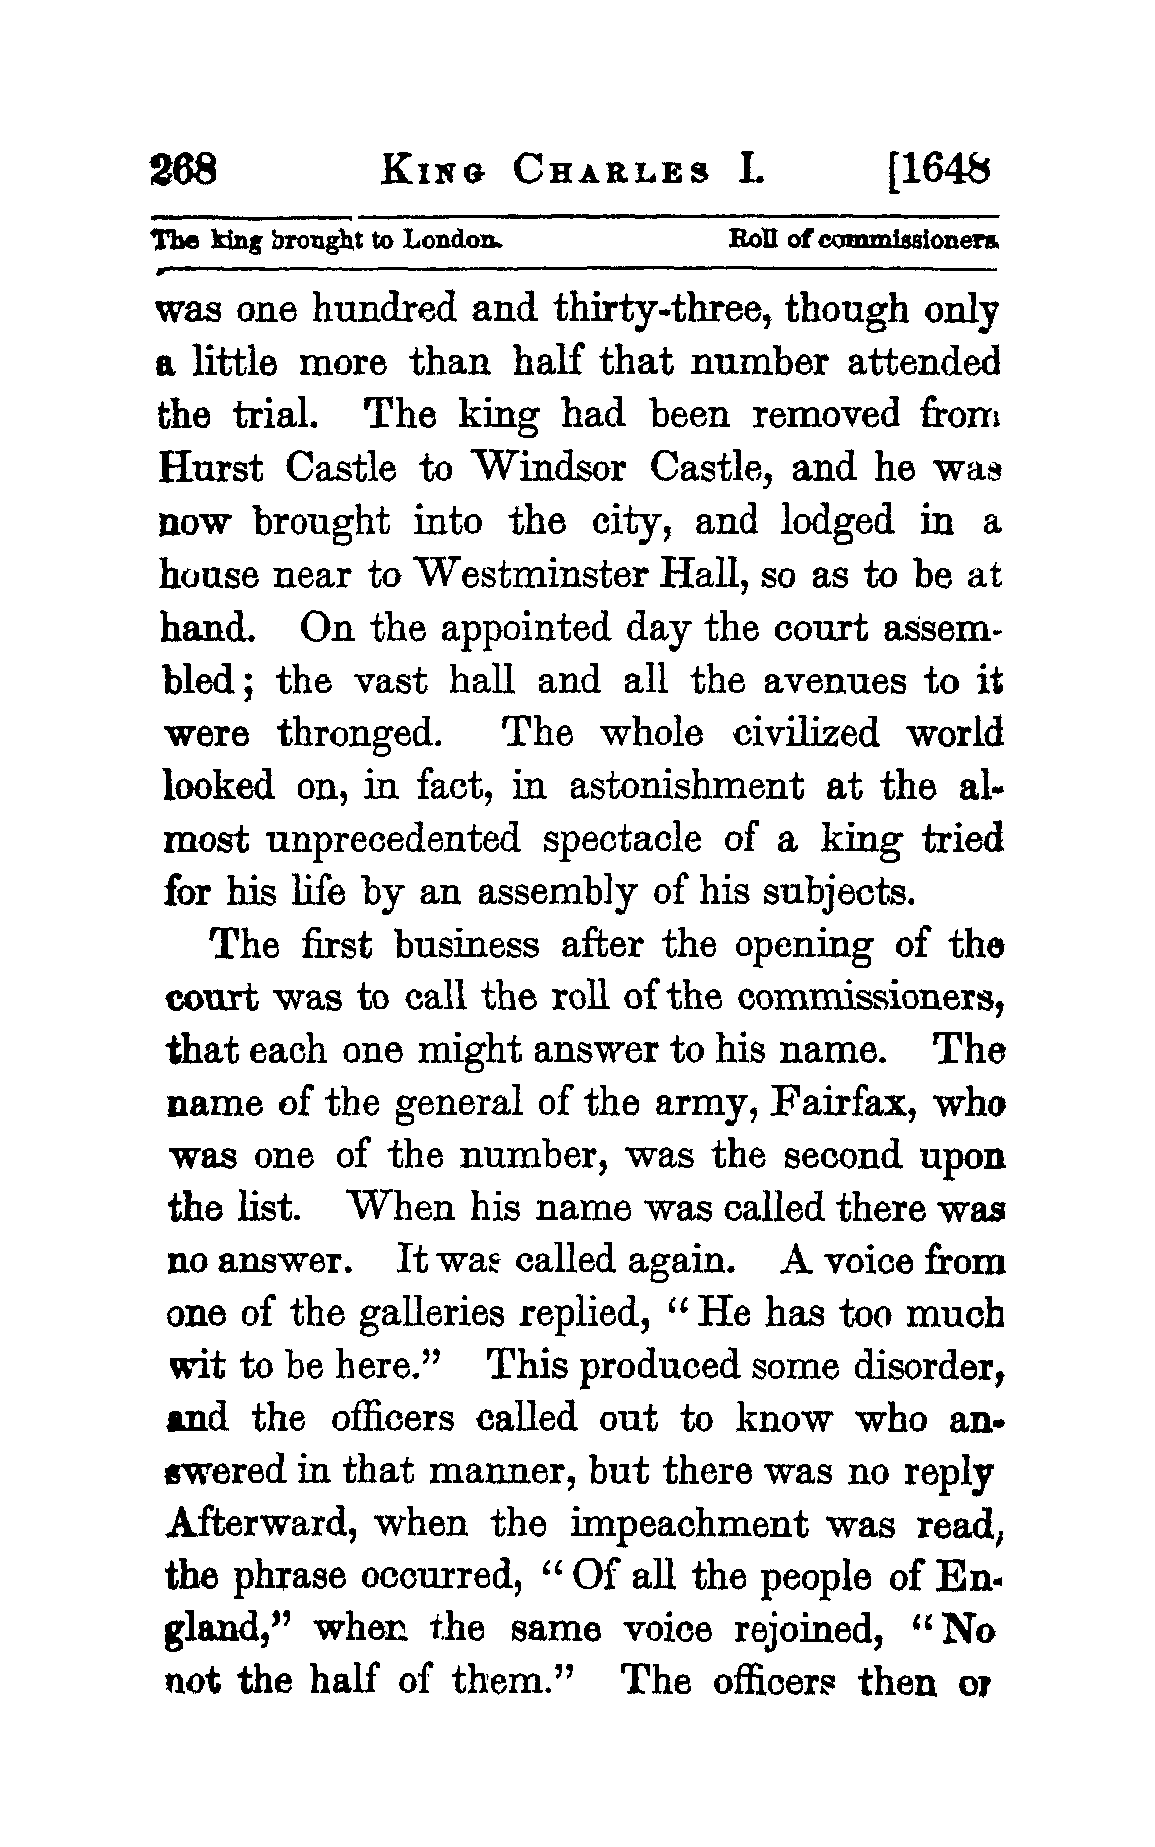 268 King Charles I. [1648
The king brought to London. Roll of commissioners.
was one hundred and thirty-three, though only
a little more than half that number attended
the trial. The king had been removed from
Hurst Castle to Windsor Castle, and he was
now brought into the city, and lodged in a
house near to Westminster Hall, so as to be at
hand. On the appointed day the court assem-
bled; the vast hall and all the avenues to it
were thronged. The whole civilized world
looked on, in fact, in astonishment at the al-
most unprecedented spectacle of a king tried
for his life by an assembly of his subjects.
The first business after the opening of the
court was to call the roll of the commissioners,
that each one might answer to his name. The
name of the general of the army, Fairfax, who
was one of the number, was the second upon
the list. When his name was called there was
no answer. It was called again. A voice from
one of the galleries replied, "He has too much
wit to be here." This produced some disorder,
and the officers called out to know who an-
swered in that manner, but there was no reply
Afterward, when the impeachment was read,
the phrase occurred, "Of all the people of En-
gland," when the same voice rejoined, "No
not the half of them." The officers then or